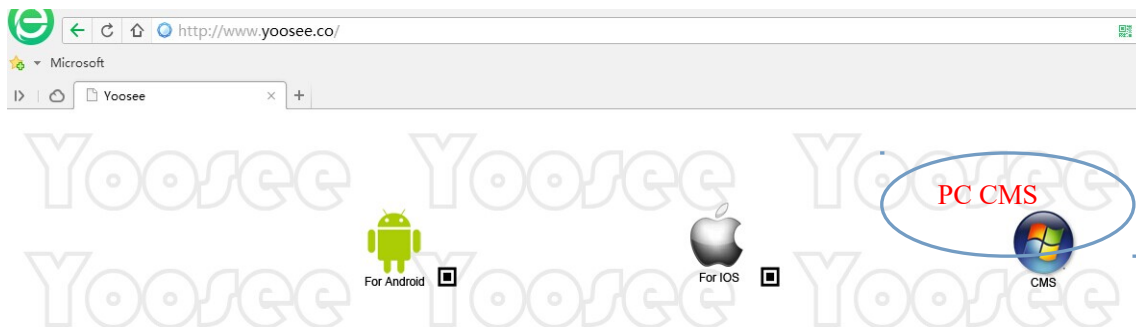 http://www.yoosee.co/
Microsoft
Yoosee
Yoosee Yoosee Yoosee
PC CMS
For Android
For IOS
CMS
Yoosee Yoosee Yoosee